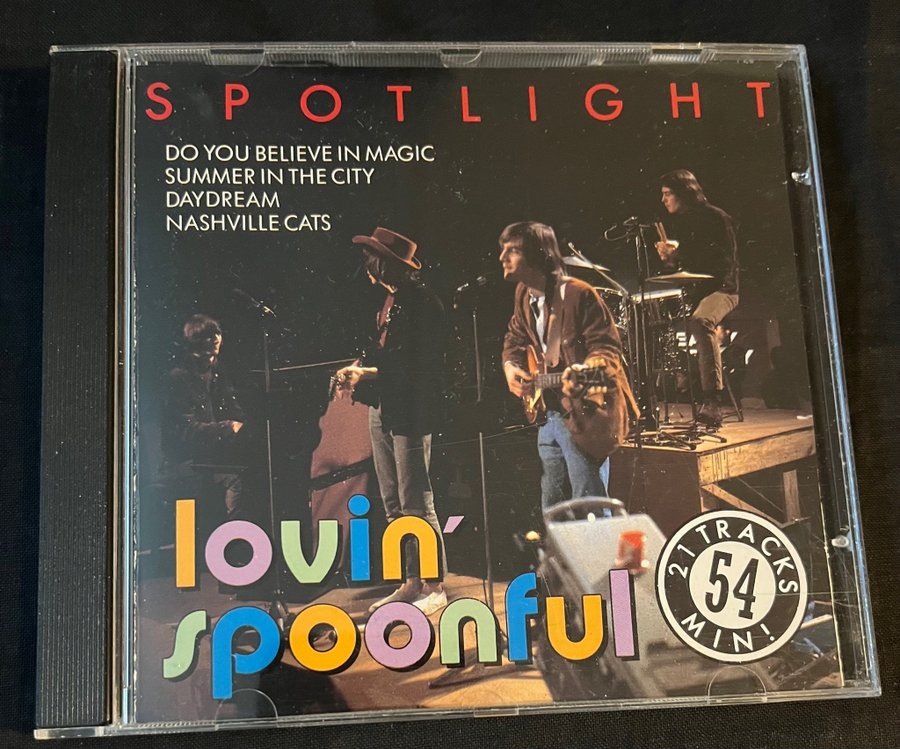 SPOTLIGHT
DO YOU BELIEVE IN MAGIC
SUMMER IN THE CITY
DAYDREAM
NASHVILLE CATS
lovin'
spoonful
21 TRACKS
54
MIN!